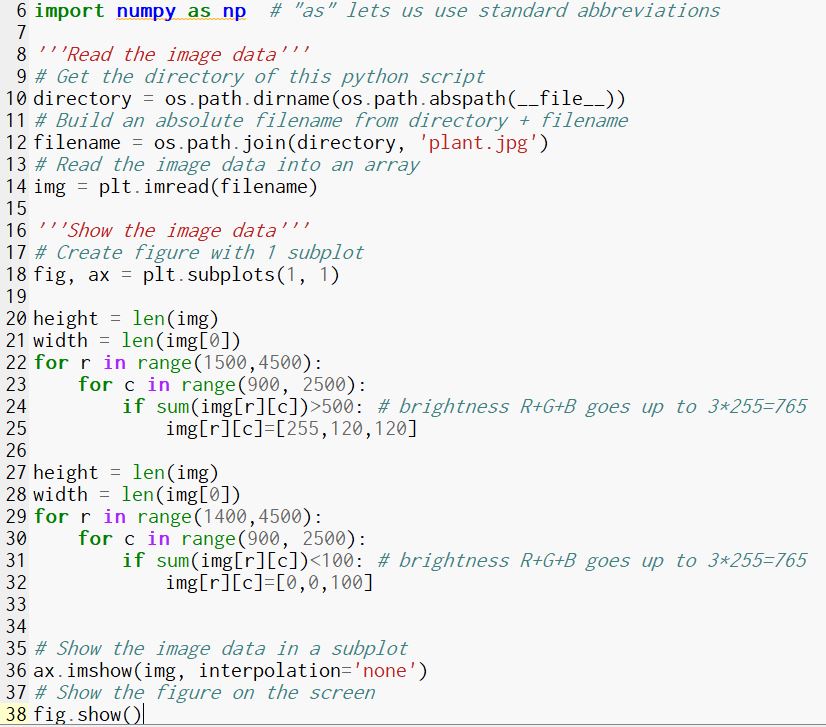 6 import numpy as np  # "as" lets us use standard abbreviations
7
8 '''Read the image data'''
9 # Get the directory of this python script
10 directory = os.path.dirname(os.path.abspath(__file__))
11 # Build an absolute filename from directory + filename
12 filename = os.path.join(directory, 'plant.jpg')
13 # Read the image data into an array
14 img = plt.imread(filename)
15
16 '''Show the image data'''
17 # Create figure with 1 subplot
18 fig, ax = plt.subplots(1, 1)
19
20 height = len(img)
21 width = len(img[0])
22 for r in range(1500,4500):
23     for c in range(900, 2500):
24         if sum(img[r][c])>500: # brightness R+G+B goes up to 3*255=765
25             img[r][c]=[255,120,120]
26
27 height = len(img)
28 width = len(img[0])
29 for r in range(1400,4500):
30     for c in range(900, 2500):
31         if sum(img[r][c])<100: # brightness R+G+B goes up to 3*255=765
32             img[r][c]=[0,0,100]
33
34
35 # Show the image data in a subplot
36 ax.imshow(img, interpolation='none')
37 # Show the figure on the screen
38 fig.show()